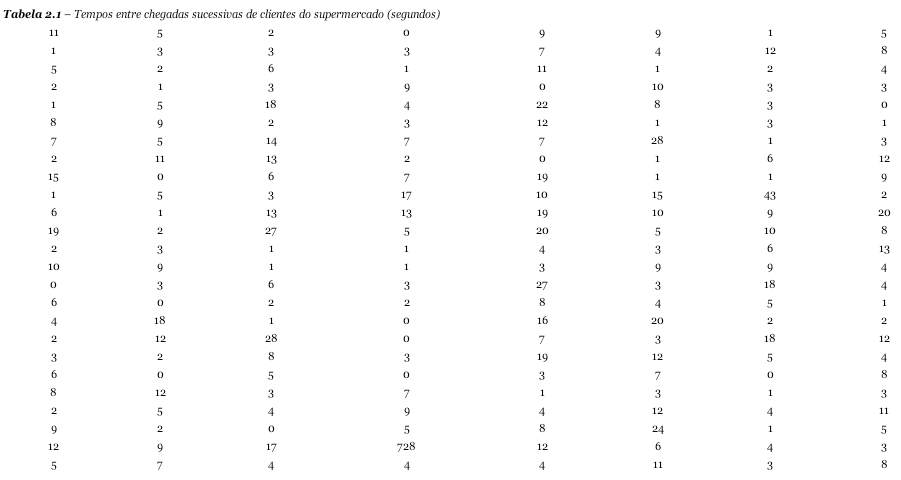 Tabela 2.1 – Tempos entre chegadas sucessivas de clientes do supermercado (segundos)
11 5 2 0 9 9 1 5
1 3 3 3 7 4 12 8
5 2 6 1 11 1 2 4
2 1 3 9 0 10 3 3
1 5 18 4 22 8 3 0
8 9 2 3 12 1 3 1
7 5 14 7 7 28 1 3
2 11 13 2 0 1 6 12
15 0 6 7 19 1 1 9
1 5 3 17 10 15 43 2
6 1 13 13 19 10 9 20
19 2 27 5 20 5 10 8
2 3 1 1 4 3 6 13
10 9 1 1 3 9 9 4
0 3 6 3 27 3 18 4
6 0 2 2 8 4 5 1
4 18 1 0 16 20 2 2
2 12 28 0 7 3 18 12
3 2 8 3 19 12 5 4
6 0 5 0 3 7 0 8
8 12 3 7 1 3 1 3
2 5 4 9 4 12 4 11
9 2 0 5 8 24 1 5
12 9 17 728 12 6 4 3
5 7 4 4 4 11 3 8